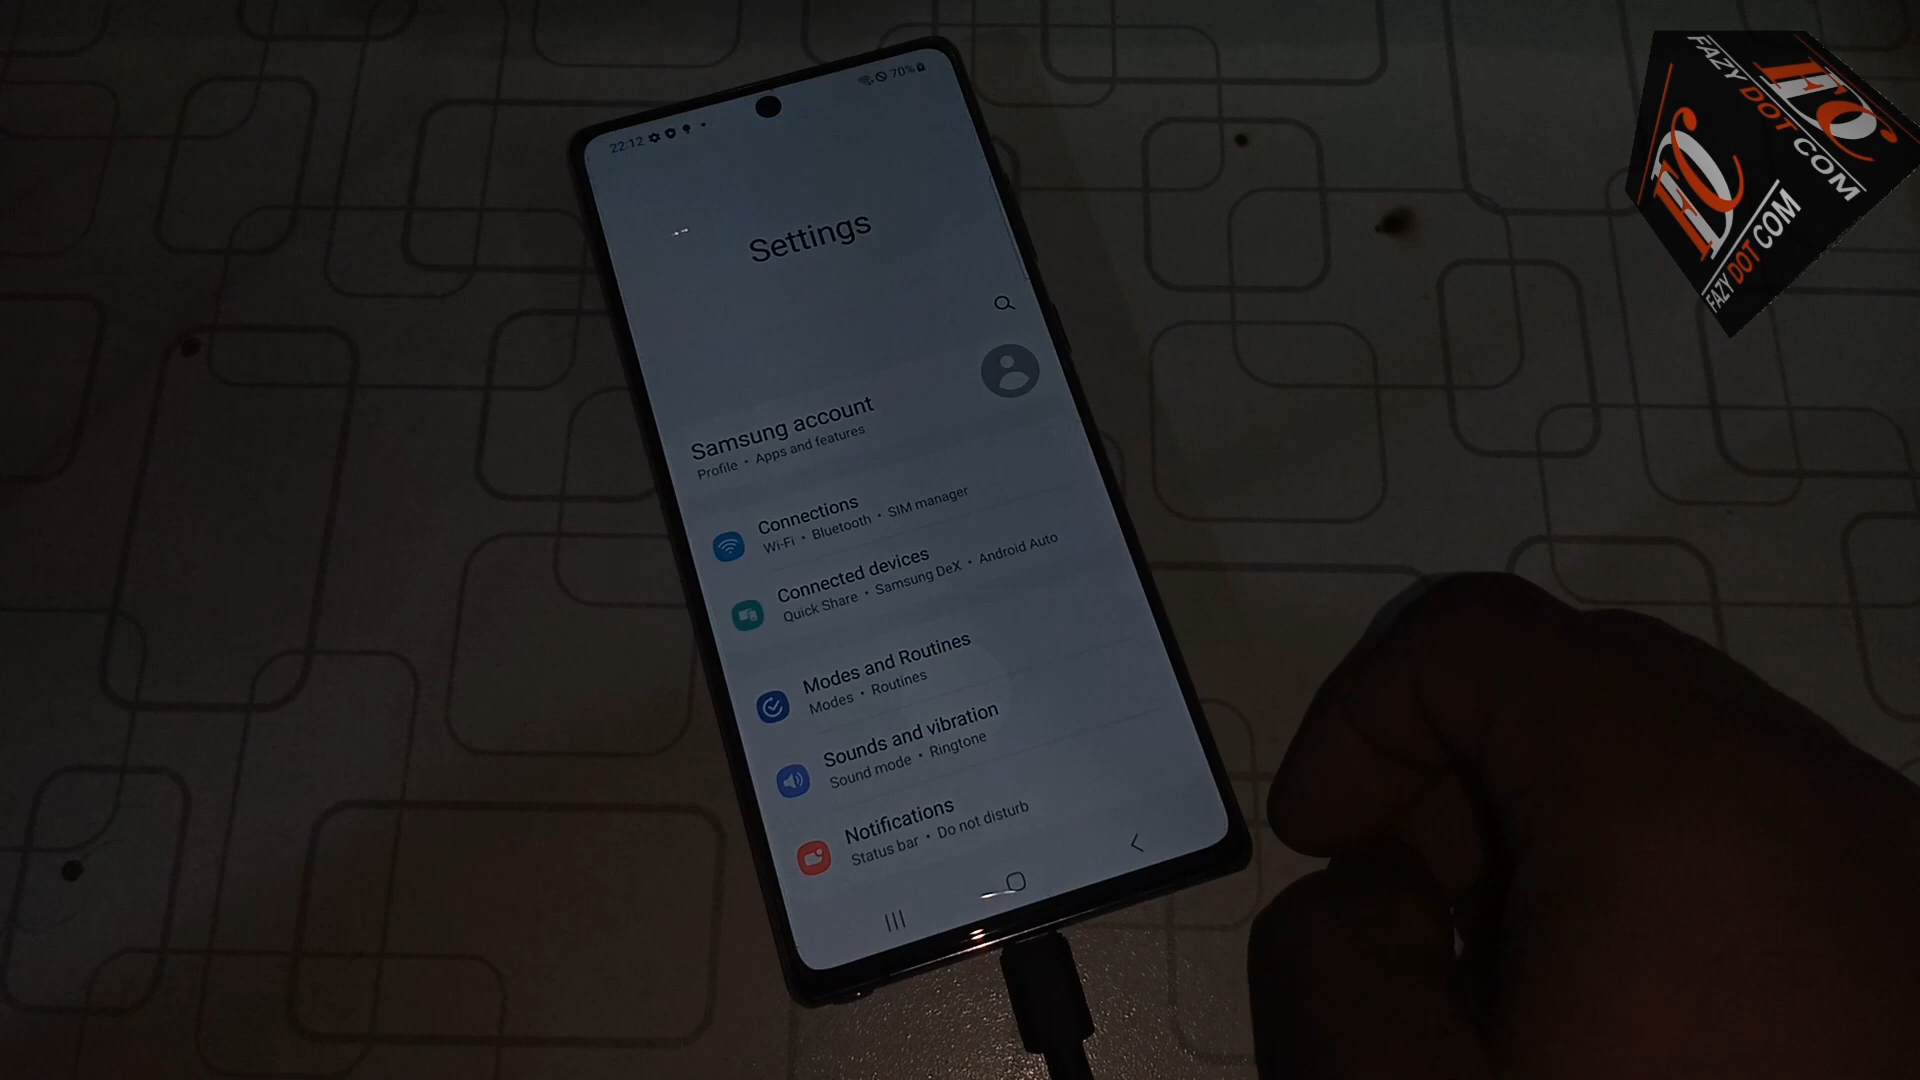 22:12
70%
Settings
Samsung account
Profile • Apps and features
Connections
Wi-Fi • Bluetooth • SIM manager
Connected devices
Quick Share • Samsung DeX • Android Auto
Modes and Routines
Modes • Routines
Sounds and vibration
Sound mode • Ringtone
Notifications
Status bar • Do not disturb
FAZY DOT COM
FAZY DOT COM